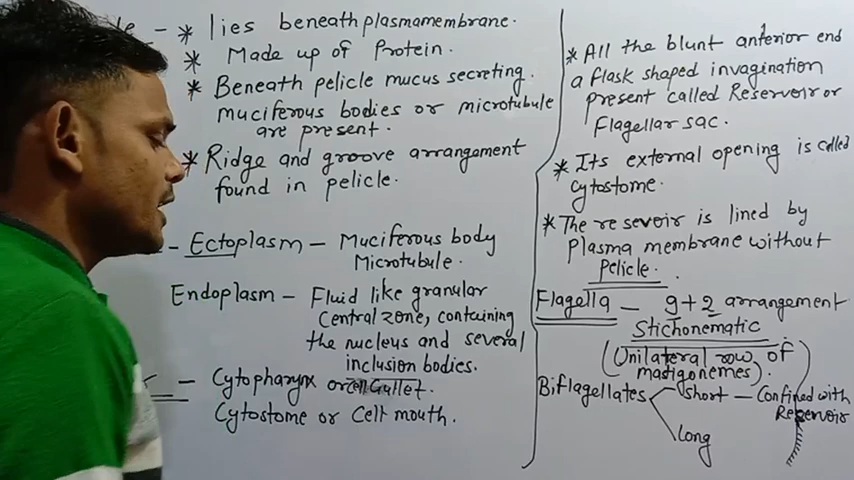 - * lies beneath plasmamembrane.
* Made up of Protein.
* Beneath pelicle mucus secreting
muciferous bodies or microtubule
are present.
* Ridge and groove arrangement
found in pelicle.
- Ectoplasm - Muciferous body
Microtubule.
Endoplasm - Fluid like granular
central zone, containing
the nucleus and several
inclusion bodies.
- Cytopharynx or cell Gullet.
Cytostome or Cell mouth.
* All the blunt anterior end
a flask shaped invagination
present called Reservoir or
Flagellar sac.
* Its external opening is called
cytostome.
* The resevoir is lined by
Plasma membrane without
pelicle.
Flagella - 9+2 arrangement
Stichonematic
(Unilateral row of
mastigonemes).
Biflagellates short - Confined with
Reservoir
long